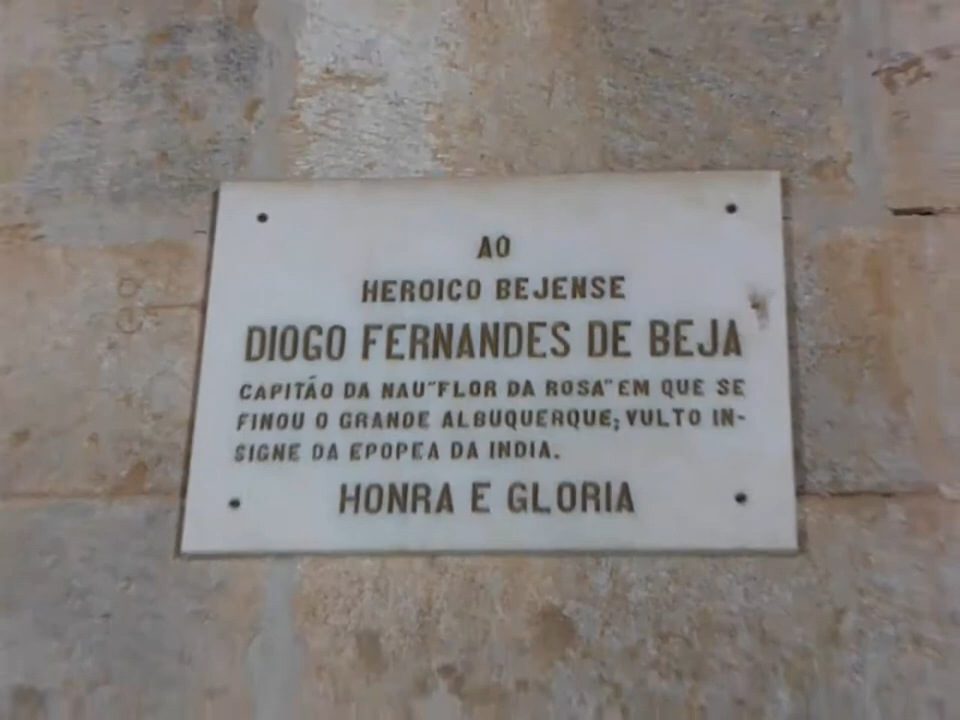 AO
HEROICO BEJENSE
DIOGO FERNANDES DE BEJA
CAPITÃO DA NAU "FLOR DA ROSA" EM QUE SE
FINOU O GRANDE ALBUQUERQUE; VULTO IN-
SIGNE DA EPOPEA DA INDIA.
HONRA E GLORIA